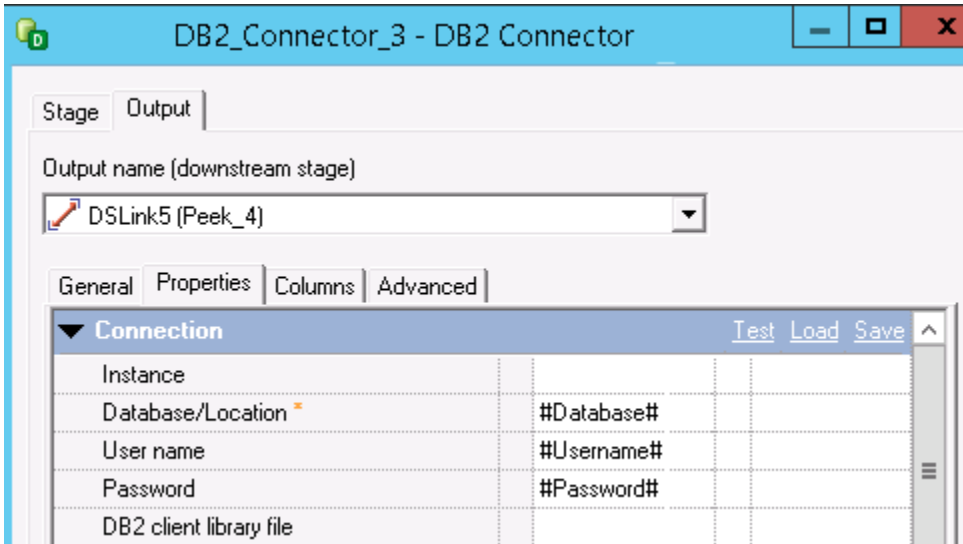 DB2_Connector_3 - DB2 Connector
Stage Output
Output name (downstream stage)
DSLink5 (Peek_4)
General Properties Columns Advanced
Connection Test Load Save
Instance
Database/Location * #Database#
User name #Username#
Password #Password#
DB2 client library file